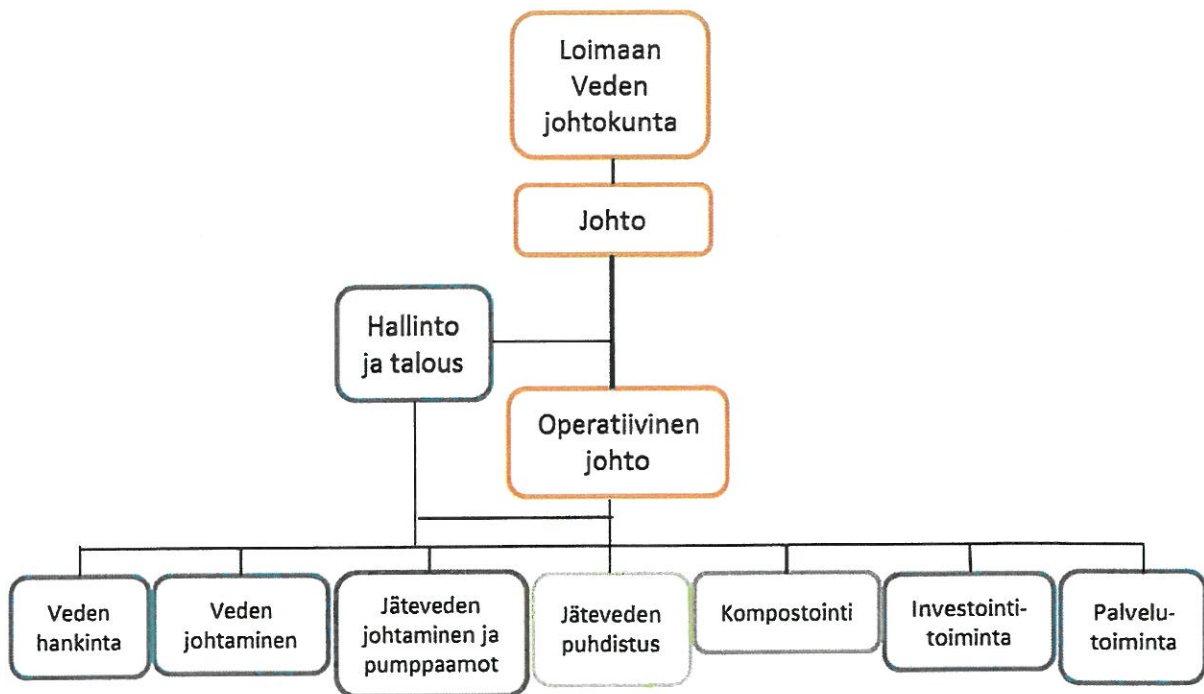 Loimaan
Veden
johtokunta
Johto
Hallinto
ja talous
Operatiivinen
johto
Veden
hankinta
Veden
johtaminen
Jäteveden
johtaminen ja
pumppaamot
Jäteveden
puhdistus
Kompostointi
Investointi-
toiminta
Palvelu-
toiminta